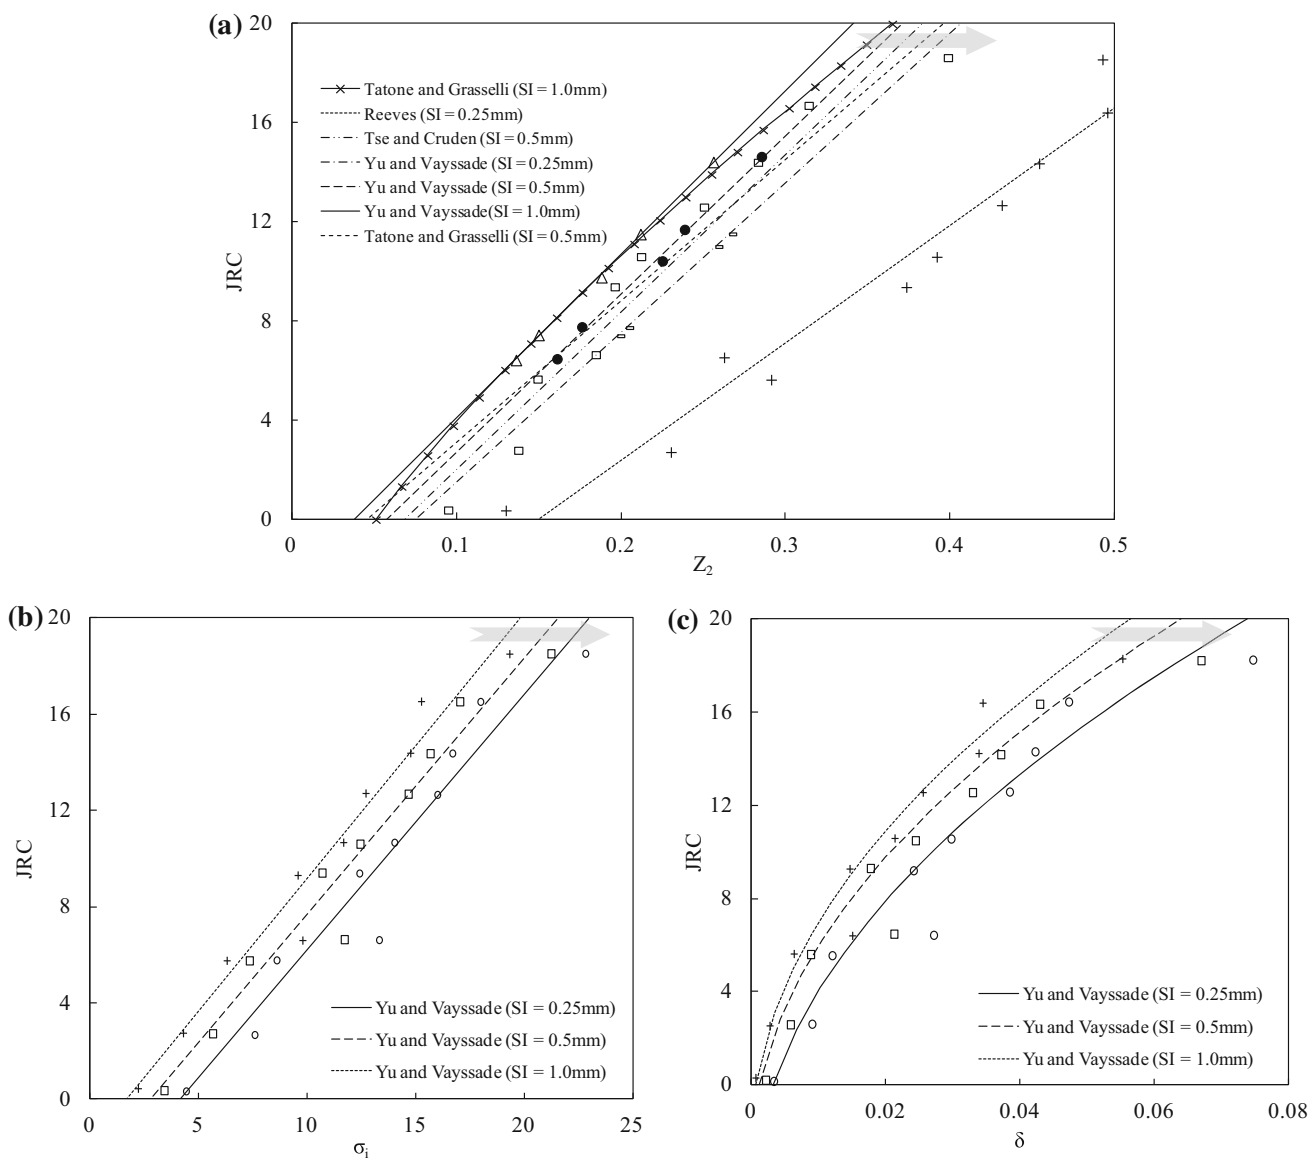 (a)
20
16
12
8
4
0
JRC
Tatone and Grasselli (SI = 1.0mm)
Reeves (SI = 0.25mm)
Tse and Cruden (SI = 0.5mm)
Yu and Vayssade (SI = 0.25mm)
Yu and Vayssade (SI = 0.5mm)
Yu and Vayssade(SI = 1.0mm)
Tatone and Grasselli (SI = 0.5mm)
0 0.1 0.2 0.3 0.4 0.5
Z₂
(b)
20
16
12
8
4
0
JRC
Yu and Vayssade (SI = 0.25mm)
Yu and Vayssade (SI = 0.5mm)
Yu and Vayssade (SI = 1.0mm)
0 5 10 15 20 25
σᵢ
(c)
20
16
12
8
4
0
JRC
Yu and Vayssade (SI = 0.25mm)
Yu and Vayssade (SI = 0.5mm)
Yu and Vayssade (SI = 1.0mm)
0 0.02 0.04 0.06 0.08
δ